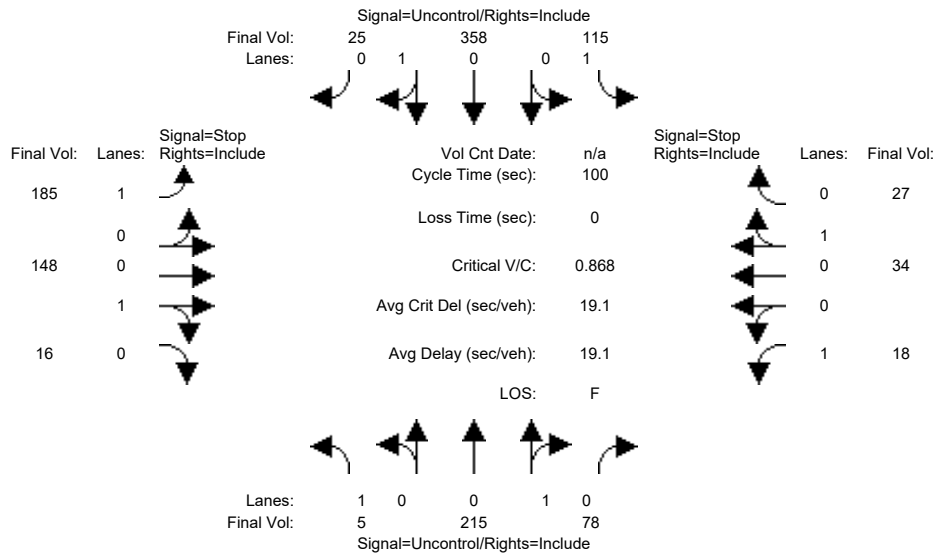 Signal=Uncontrol/Rights=Include
Final Vol: 25 358 115
Lanes: 0 1 0 0 1
Signal=Stop
Final Vol: Lanes: Rights=Include
185 1
0
148 0
1
16 0
Vol Cnt Date: n/a
Cycle Time (sec): 100
Loss Time (sec): 0
Critical V/C: 0.868
Avg Crit Del (sec/veh): 19.1
Avg Delay (sec/veh): 19.1
LOS: F
Signal=Stop
Rights=Include Lanes: Final Vol:
0 27
1
0 34
0
1 18
Lanes: 1 0 0 1 0
Final Vol: 5 215 78
Signal=Uncontrol/Rights=Include